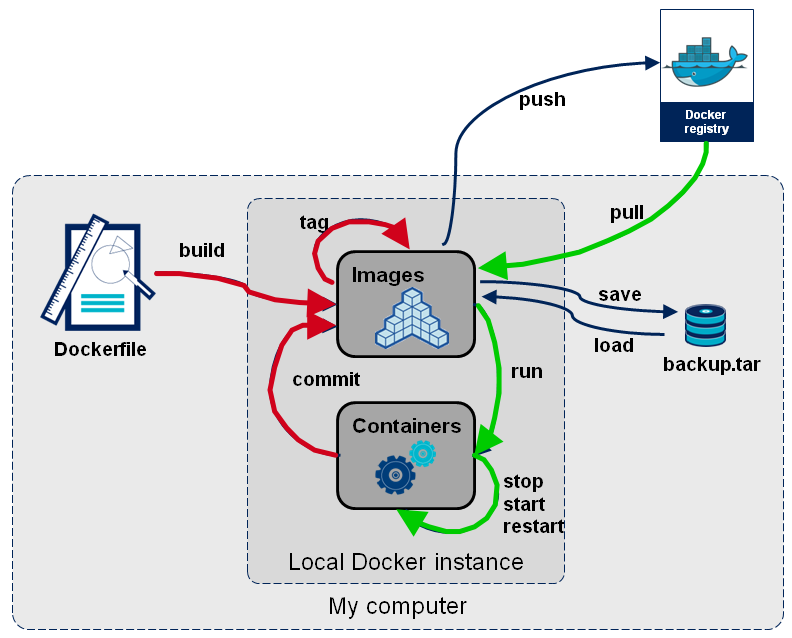 push
Docker
registry
pull
tag
build
Images
save
load
backup.tar
Dockerfile
commit
run
Containers
stop
start
restart
Local Docker instance
My computer